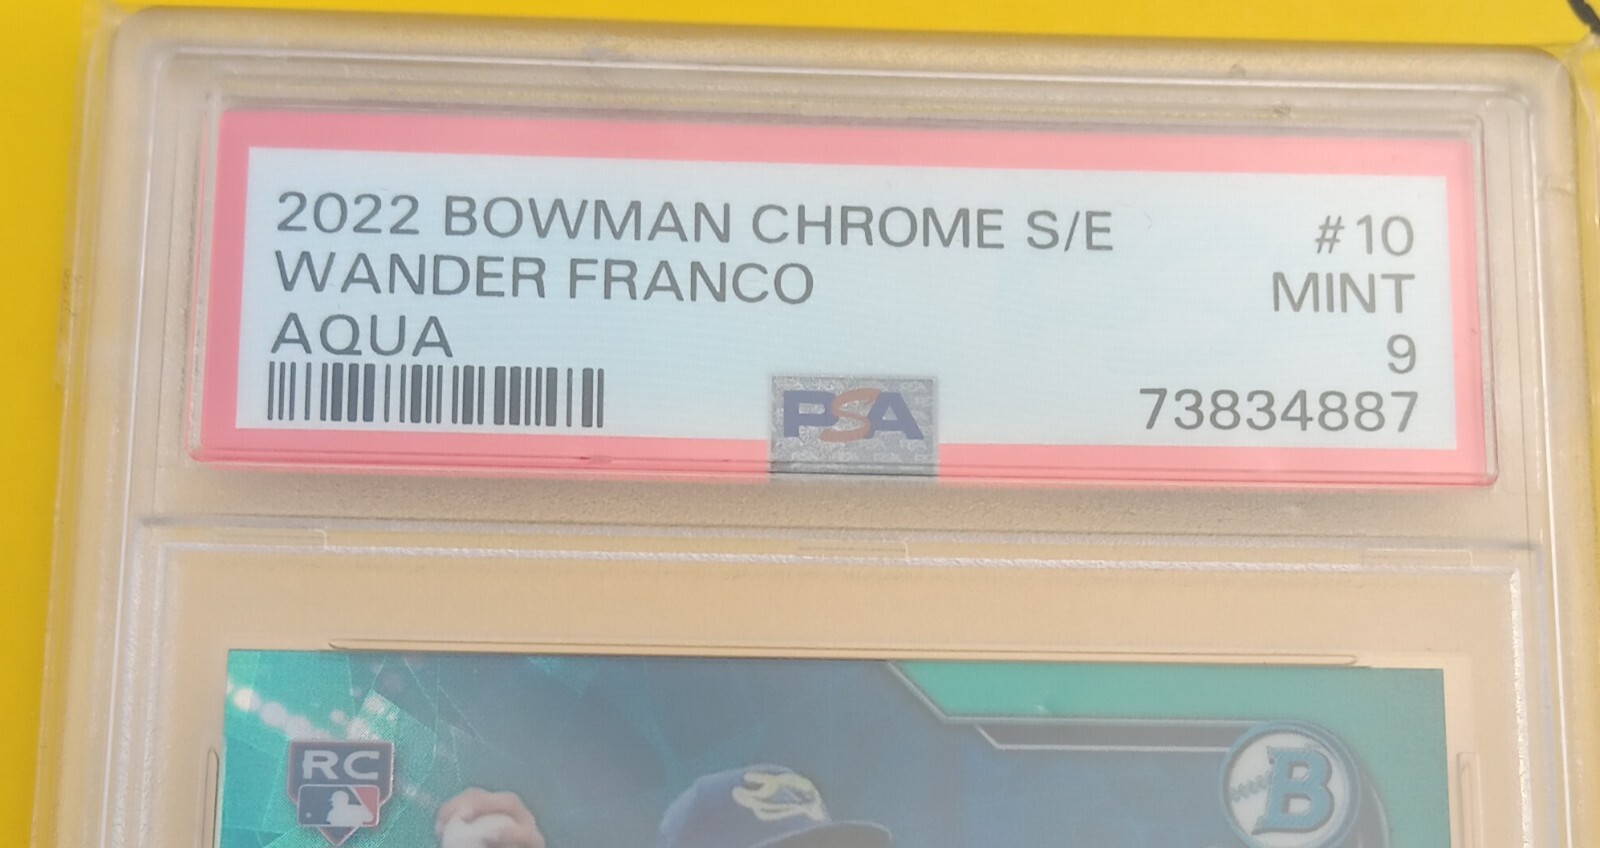 2022 BOWMAN CHROME S/E #10
WANDER FRANCO MINT
AQUA 9
PSA 73834887
RC
B